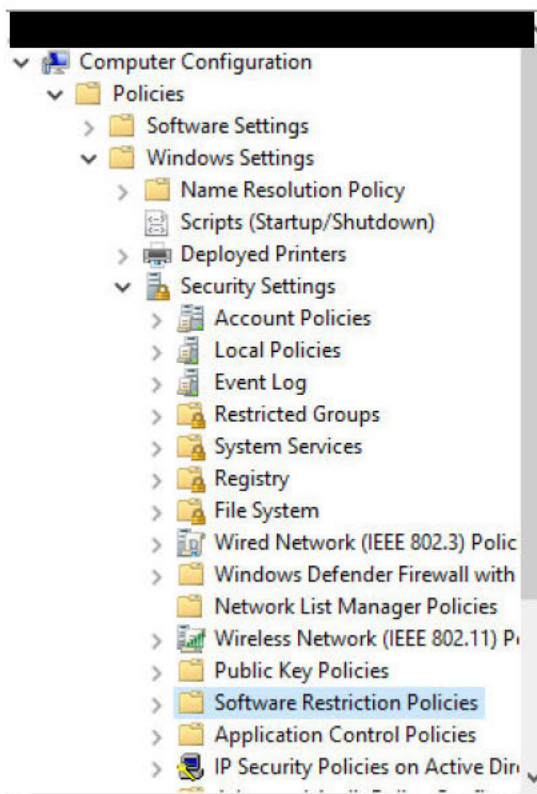 Computer Configuration
Policies
Software Settings
Windows Settings
Name Resolution Policy
Scripts (Startup/Shutdown)
Deployed Printers
Security Settings
Account Policies
Local Policies
Event Log
Restricted Groups
System Services
Registry
File System
Wired Network (IEEE 802.3) Polic
Windows Defender Firewall with
Network List Manager Policies
Wireless Network (IEEE 802.11) P
Public Key Policies
Software Restriction Policies
Application Control Policies
IP Security Policies on Active Dire